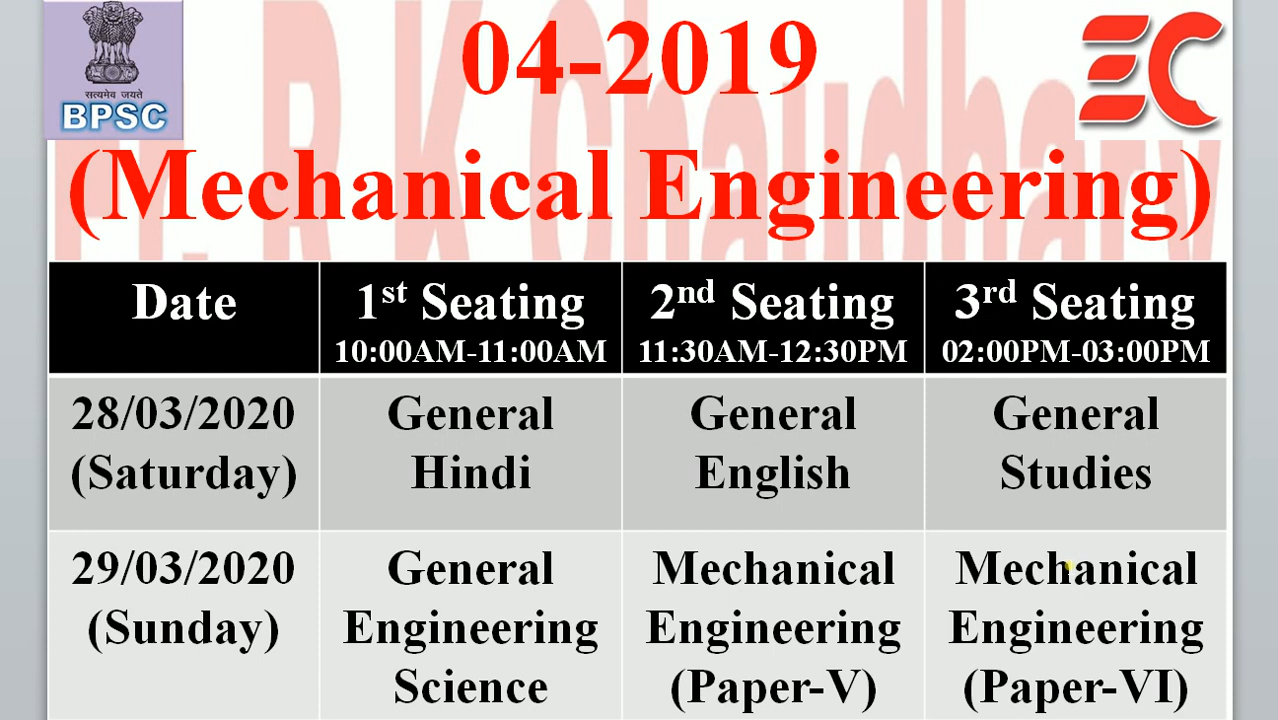 सत्यमेव जयते
BPSC
EC
04-2019
(Mechanical Engineering)
Date
1st Seating
10:00AM-11:00AM
2nd Seating
11:30AM-12:30PM
3rd Seating
02:00PM-03:00PM
28/03/2020
(Saturday)
General
Hindi
General
English
General
Studies
29/03/2020
(Sunday)
General
Engineering
Science
Mechanical
Engineering
(Paper-V)
Mechanical
Engineering
(Paper-VI)